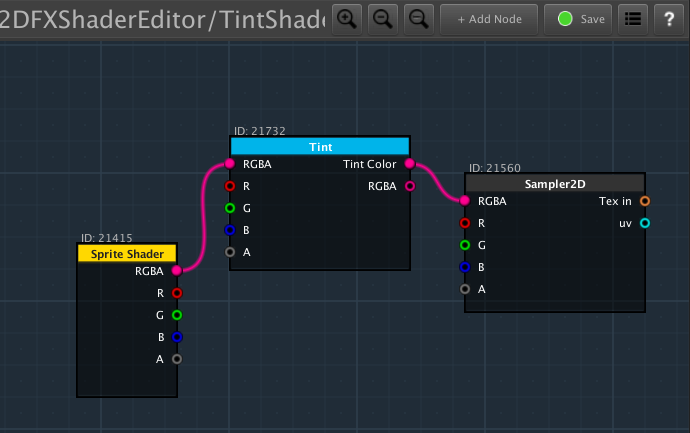 2DFXShaderEditor/TintShade
+ Add Node
Save
?
ID: 21732
Tint
RGBA
Tint Color
R
RGBA
G
B
A
ID: 21560
Sampler2D
RGBA
Tex in
R
uv
G
B
A
ID: 21415
Sprite Shader
RGBA
R
G
B
A